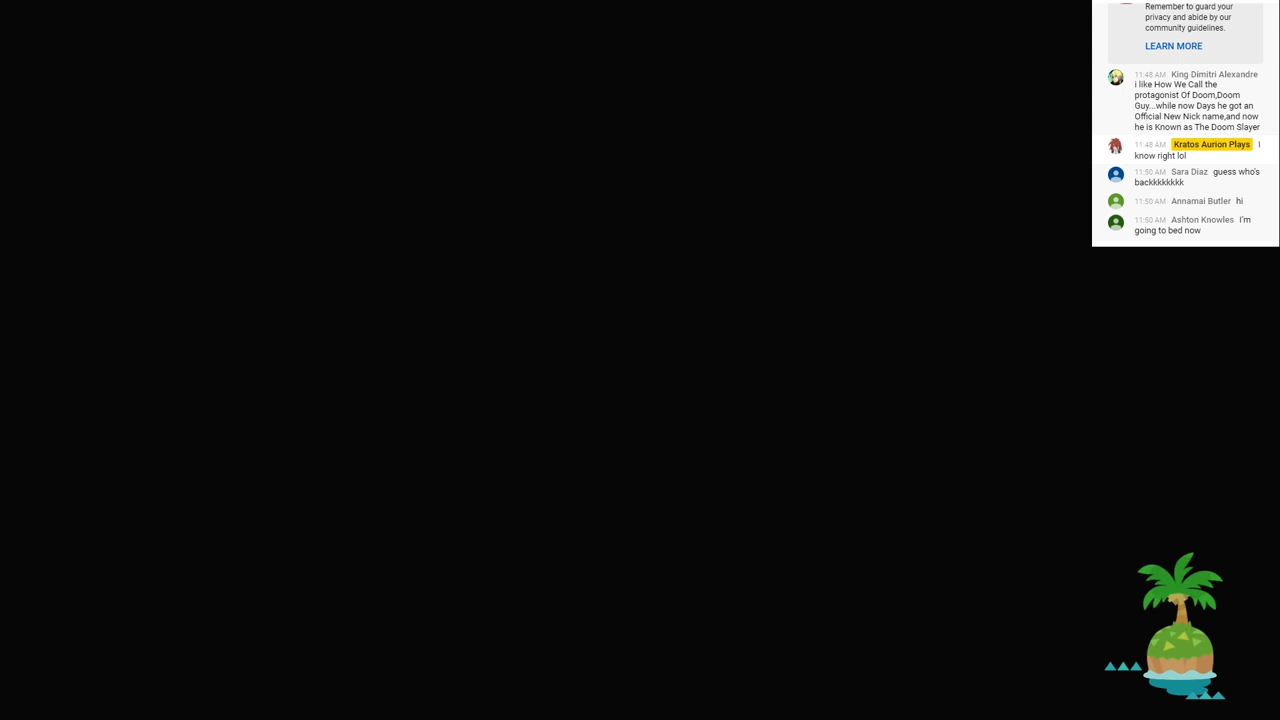 Remember to guard your
privacy and abide by our
community guidelines.
LEARN MORE
11:48 AM King Dimitri Alexandre
i like How We Call the
protagonist Of Doom,Doom
Guy...while now Days he got an
Official New Nick name,and now
he is Known as The Doom Slayer
11:48 AM Kratos Aurion Plays I
know right lol
11:50 AM Sara Diaz guess who's
backkkkkkkk
11:50 AM Annamai Butler hi
11:50 AM Ashton Knowles I'm
going to bed now